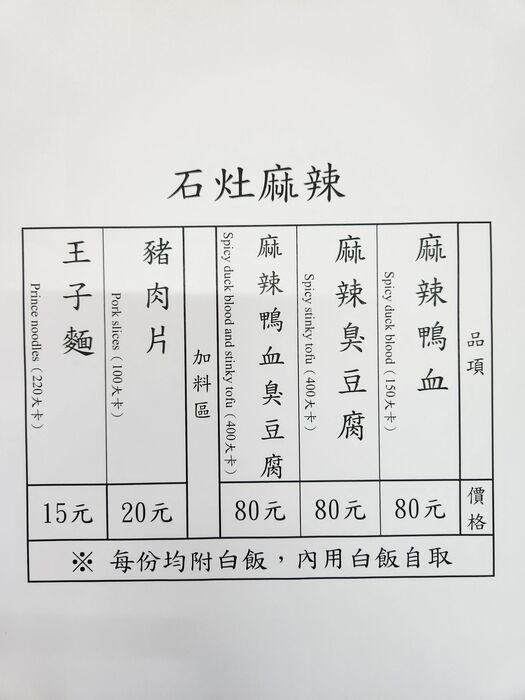 石灶麻辣
品項
價格
麻辣鴨血
Spicy duck blood（150大卡）
80元
麻辣臭豆腐
Spicy stinky tofu（400大卡）
80元
麻辣鴨血臭豆腐
Spicy duck blood and stinky tofu（400大卡）
80元
加料區
豬肉片
Pork slices（100大卡）
20元
王子麵
Prince noodles（220大卡）
15元
※ 每份均附白飯，內用白飯自取